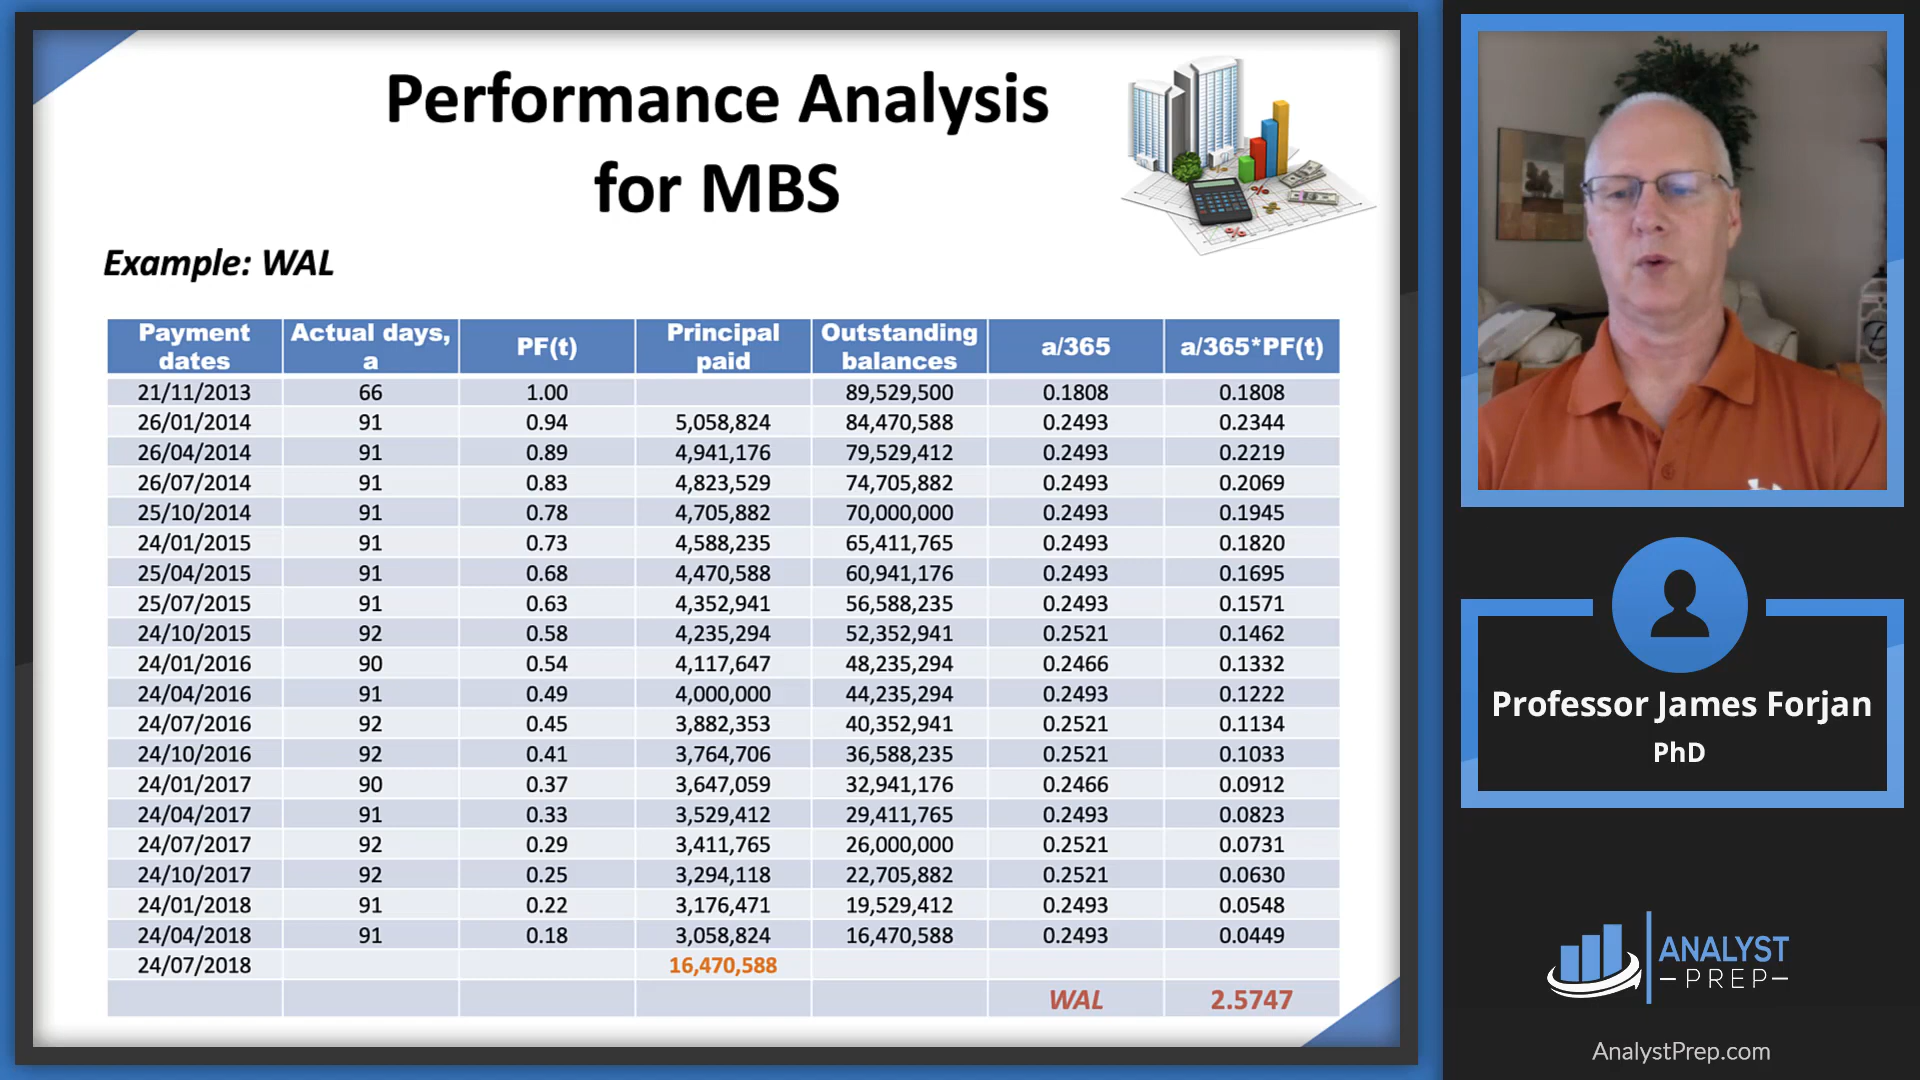 Performance Analysis
for MBS
Example: WAL
Payment dates | Actual days, a | PF(t) | Principal paid | Outstanding balances | a/365 | a/365*PF(t)
21/11/2013 66 1.00 89,529,500 0.1808 0.1808
26/01/2014 91 0.94 5,058,824 84,470,588 0.2493 0.2344
26/04/2014 91 0.89 4,941,176 79,529,412 0.2493 0.2219
26/07/2014 91 0.83 4,823,529 74,705,882 0.2493 0.2069
25/10/2014 91 0.78 4,705,882 70,000,000 0.2493 0.1945
24/01/2015 91 0.73 4,588,235 65,411,765 0.2493 0.1820
25/04/2015 91 0.68 4,470,588 60,941,176 0.2493 0.1695
25/07/2015 91 0.63 4,352,941 56,588,235 0.2493 0.1571
24/10/2015 92 0.58 4,235,294 52,352,941 0.2521 0.1462
24/01/2016 90 0.54 4,117,647 48,235,294 0.2466 0.1332
24/04/2016 91 0.49 4,000,000 44,235,294 0.2493 0.1222
24/07/2016 92 0.45 3,882,353 40,352,941 0.2521 0.1134
24/10/2016 92 0.41 3,764,706 36,588,235 0.2521 0.1033
24/01/2017 90 0.37 3,647,059 32,941,176 0.2466 0.0912
24/04/2017 91 0.33 3,529,412 29,411,765 0.2493 0.0823
24/07/2017 92 0.29 3,411,765 26,000,000 0.2521 0.0731
24/10/2017 92 0.25 3,294,118 22,705,882 0.2521 0.0630
24/01/2018 91 0.22 3,176,471 19,529,412 0.2493 0.0548
24/04/2018 91 0.18 3,058,824 16,470,588 0.2493 0.0449
24/07/2018 16,470,588
WAL 2.5747
Professor James Forjan
PhD
ANALYST
PREP
AnalystPrep.com